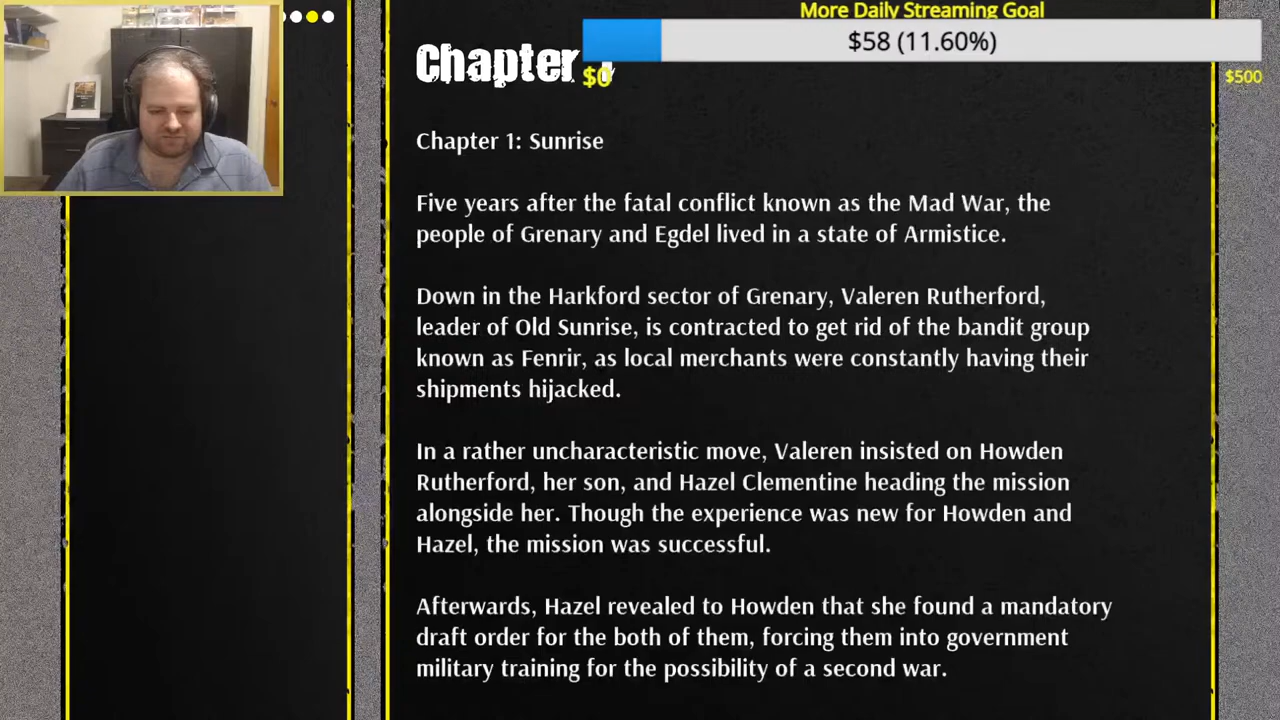 More Daily Streaming Goal
$58 (11.60%)
$0
$500
Chapter
Chapter 1: Sunrise
Five years after the fatal conflict known as the Mad War, the
people of Grenary and Egdel lived in a state of Armistice.
Down in the Harkford sector of Grenary, Valeren Rutherford,
leader of Old Sunrise, is contracted to get rid of the bandit group
known as Fenrir, as local merchants were constantly having their
shipments hijacked.
In a rather uncharacteristic move, Valeren insisted on Howden
Rutherford, her son, and Hazel Clementine heading the mission
alongside her. Though the experience was new for Howden and
Hazel, the mission was successful.
Afterwards, Hazel revealed to Howden that she found a mandatory
draft order for the both of them, forcing them into government
military training for the possibility of a second war.